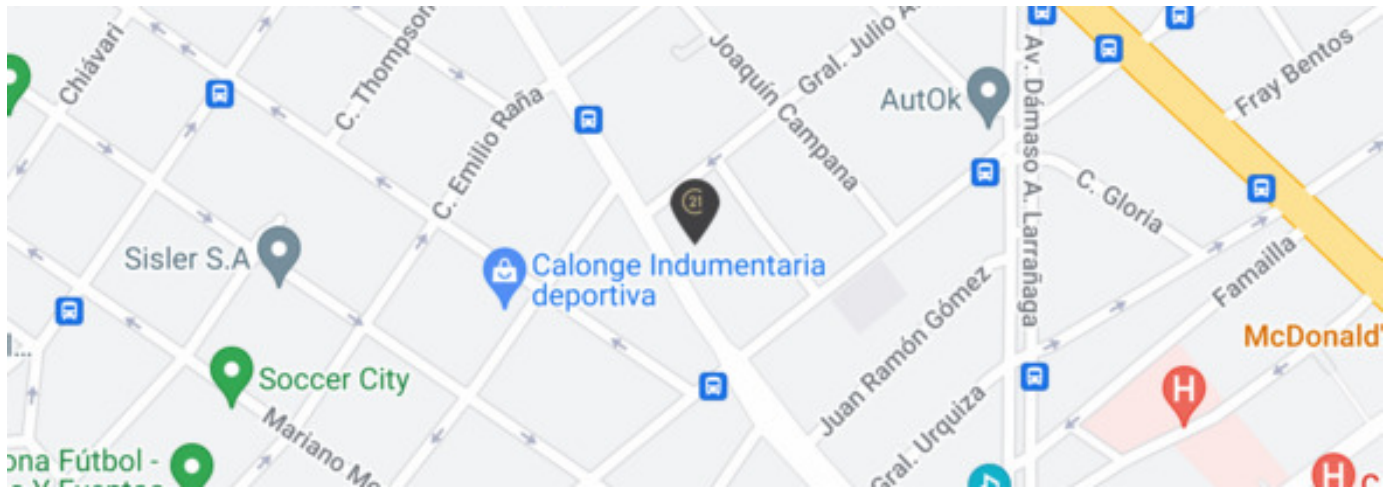 Chiávari
C. Thompson
C. Emilio Raña
Joaquín Campana
Gral. Julio A.
AutOk
Av. Dámaso A. Larrañaga
Fray Bentos
C. Gloria
21
Sisler S.A
Calonge Indumentaria
deportiva
Famailla
Juan Ramón Gómez
McDonald'
Soccer City
H
Mariano Mo
Gral. Urquiza
ona Fútbol -
H C